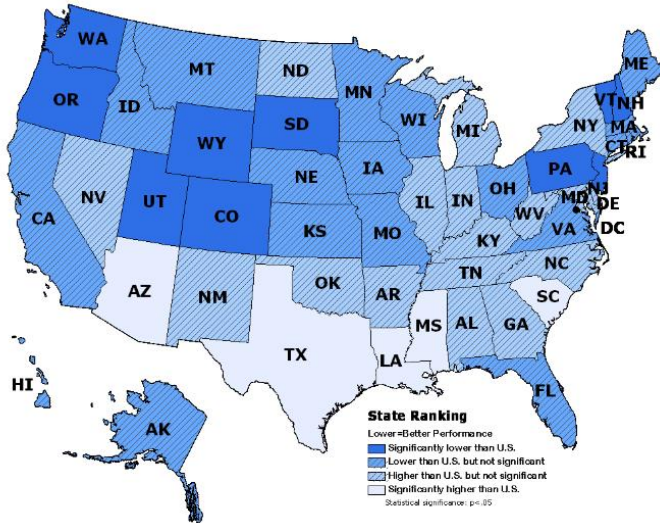 WA
MT
ND
ME
OR
ID
MN
VT
NH
SD
WI
NY
MA
WY
MI
CT
RI
IA
PA
NE
NV
OH
NJ
IL
IN
MD
DE
UT
CO
WV
CA
KS
MO
VA
DC
KY
NC
TN
AZ
OK
NM
AR
SC
MS
AL
GA
TX
LA
HI
FL
AK
State Ranking
Lower=Better Performance
Significantly lower than U.S.
Lower than U.S. but not significant
Higher than U.S. but not significant
Significantly higher than U.S.
Statistical significance: p<.05